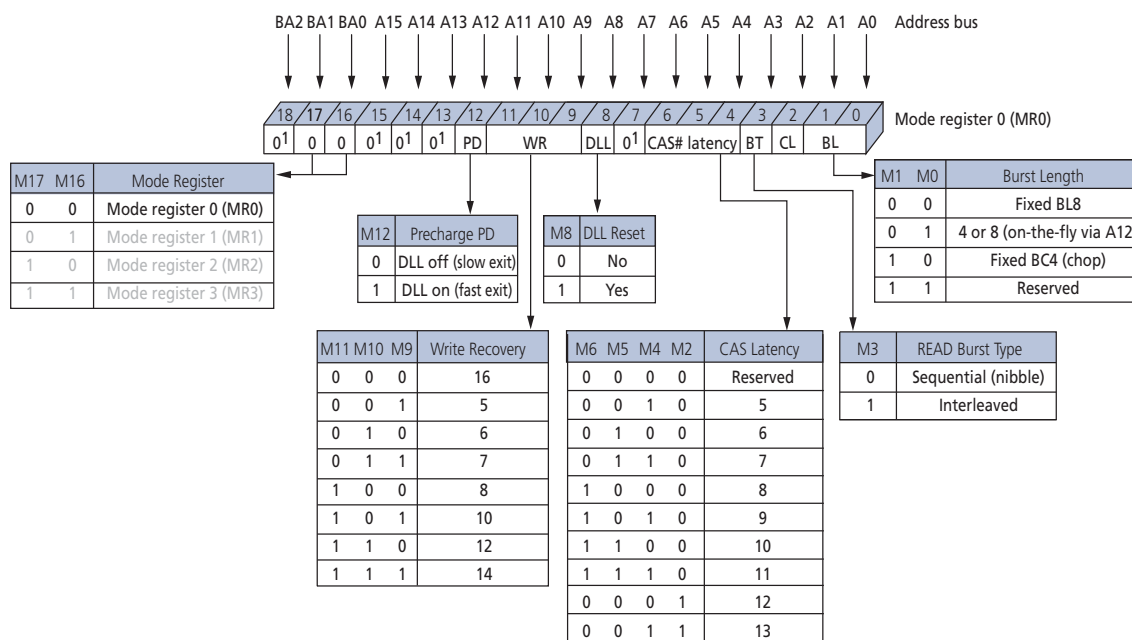 BA2 BA1 BA0 A15 A14 A13 A12 A11 A10 A9 A8 A7 A6 A5 A4 A3 A2 A1 A0 Address bus
18 17 16 15 14 13 12 11 10 9 8 7 6 5 4 3 2 1 0 Mode register 0 (MR0)
0¹ 0 0 0¹ 0¹ 0¹ PD WR DLL 0¹ CAS# latency BT CL BL
M17 M16 Mode Register
0 0 Mode register 0 (MR0)
0 1 Mode register 1 (MR1)
1 0 Mode register 2 (MR2)
1 1 Mode register 3 (MR3)
M12 Precharge PD
0 DLL off (slow exit)
1 DLL on (fast exit)
M8 DLL Reset
0 No
1 Yes
M1 M0 Burst Length
0 0 Fixed BL8
0 1 4 or 8 (on-the-fly via A12
1 0 Fixed BC4 (chop)
1 1 Reserved
M11 M10 M9 Write Recovery
0 0 0 16
0 0 1 5
0 1 0 6
0 1 1 7
1 0 0 8
1 0 1 10
1 1 0 12
1 1 1 14
M6 M5 M4 M2 CAS Latency
0 0 0 0 Reserved
0 0 1 0 5
0 1 0 0 6
0 1 1 0 7
1 0 0 0 8
1 0 1 0 9
1 1 0 0 10
1 1 1 0 11
0 0 0 1 12
0 0 1 1 13
M3 READ Burst Type
0 Sequential (nibble)
1 Interleaved